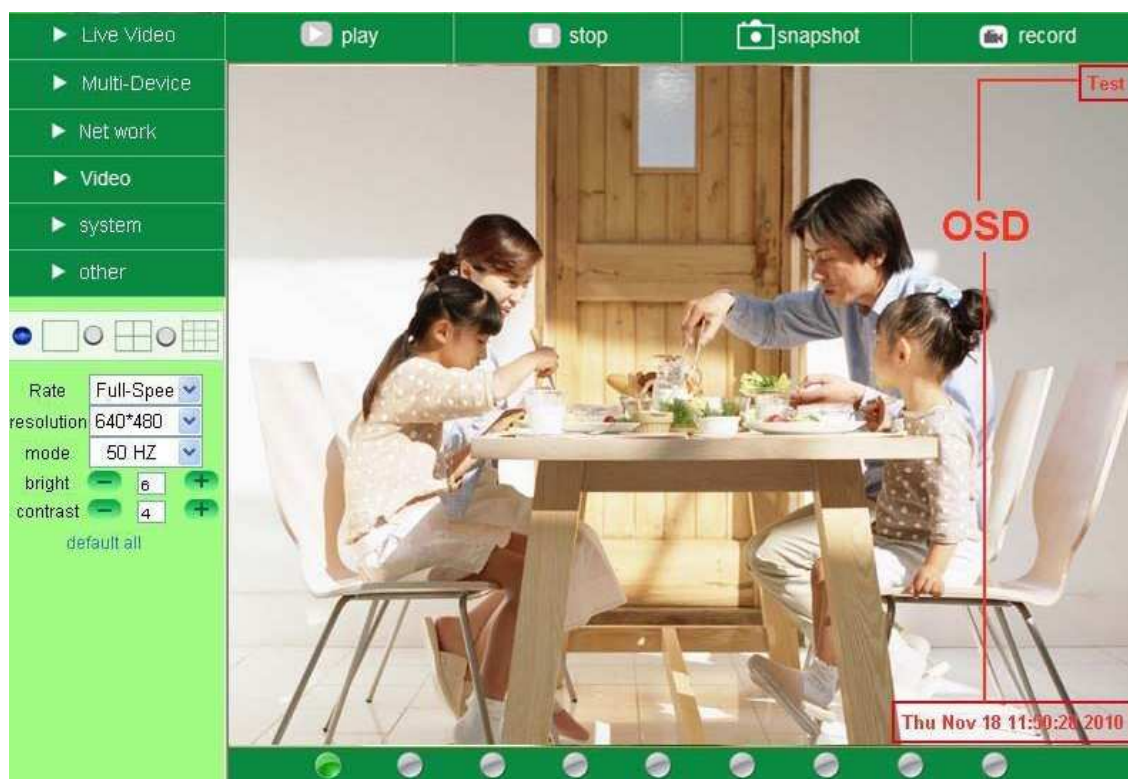 Live Video
play
stop
snapshot
record
Multi-Device
Net work
Video
system
other
Test
OSD
Rate
Full-Spee
resolution
640*480
mode
50 HZ
bright
6
contrast
4
default all
Thu Nov 18 11:50:28 2010